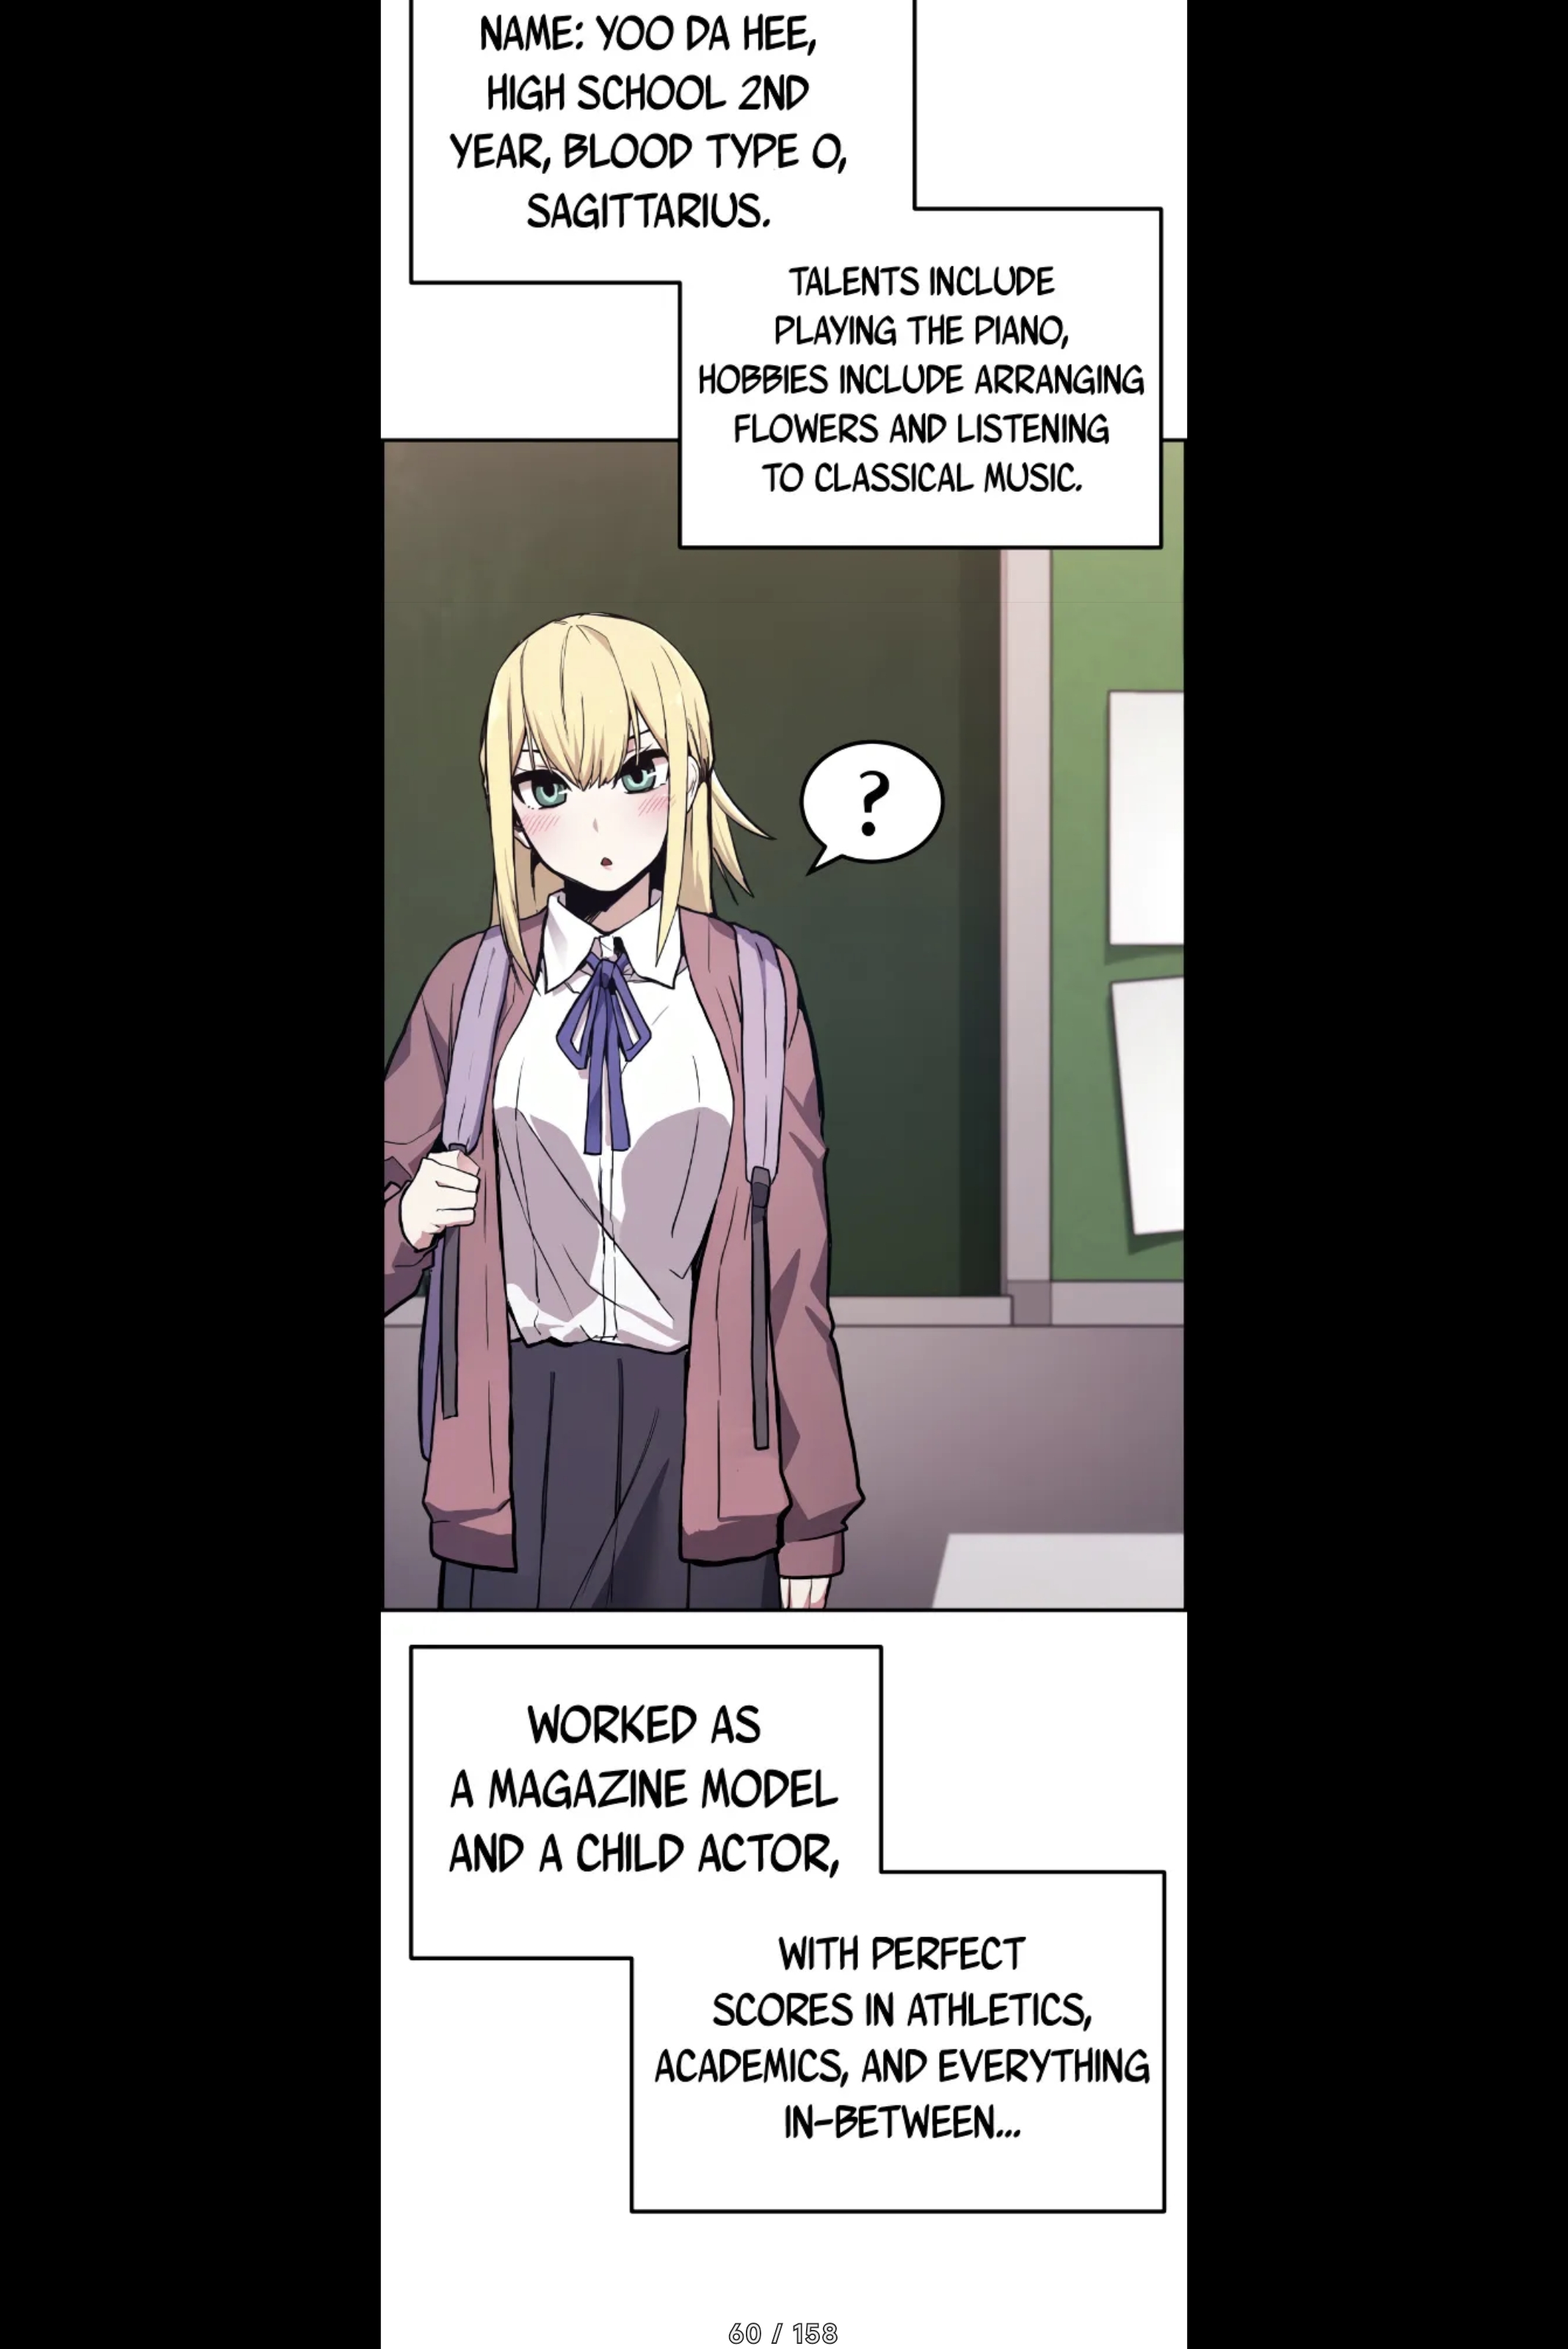 NAME: YOO DA HEE,
HIGH SCHOOL 2ND
YEAR, BLOOD TYPE O,
SAGITTARIUS.
TALENTS INCLUDE
PLAYING THE PIANO,
HOBBIES INCLUDE ARRANGING
FLOWERS AND LISTENING
TO CLASSICAL MUSIC.
?
WORKED AS
A MAGAZINE MODEL
AND A CHILD ACTOR,
WITH PERFECT
SCORES IN ATHLETICS,
ACADEMICS, AND EVERYTHING
IN-BETWEEN...
60 / 158